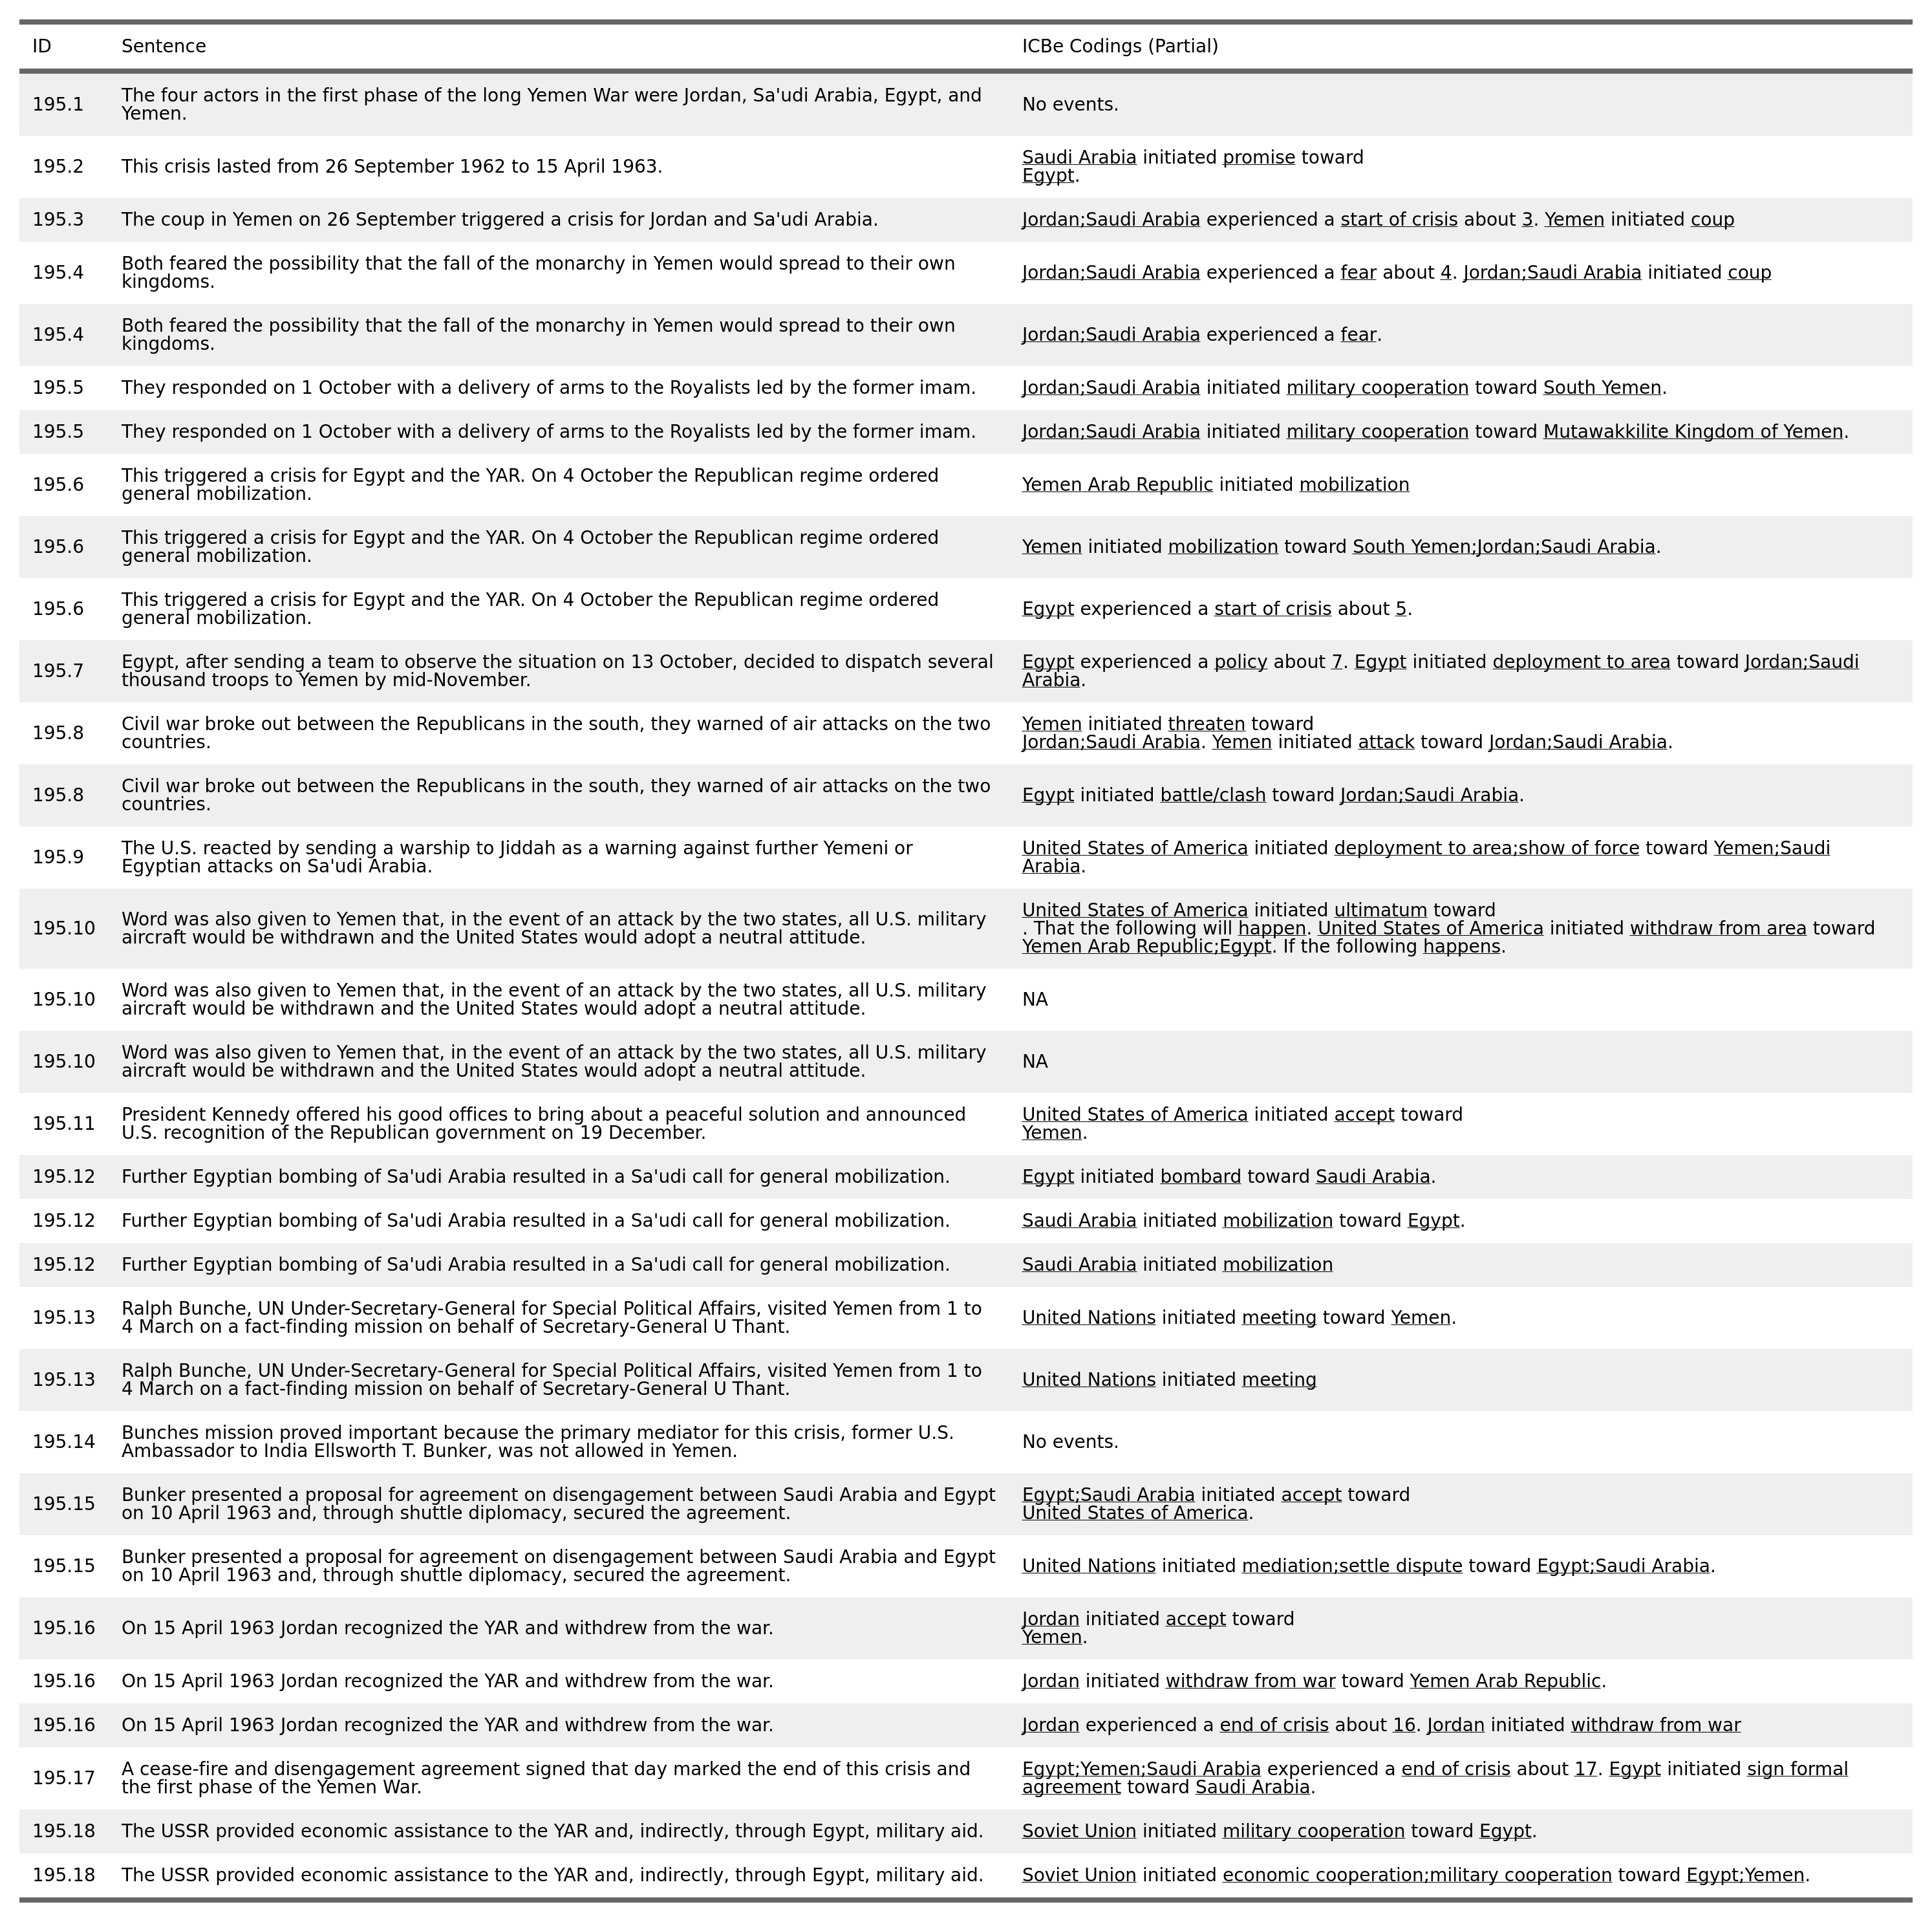 ID Sentence ICBe Codings (Partial)
195.1 The four actors in the first phase of the long Yemen War were Jordan, Sa'udi Arabia, Egypt, and
Yemen.
No events.
195.2 This crisis lasted from 26 September 1962 to 15 April 1963.
Saudi Arabia initiated promise toward
Egypt.
195.3 The coup in Yemen on 26 September triggered a crisis for Jordan and Sa'udi Arabia.
Jordan;Saudi Arabia experienced a start of crisis about 3. Yemen initiated coup
195.4 Both feared the possibility that the fall of the monarchy in Yemen would spread to their own
kingdoms.
Jordan;Saudi Arabia experienced a fear about 4. Jordan;Saudi Arabia initiated coup
195.4 Both feared the possibility that the fall of the monarchy in Yemen would spread to their own
kingdoms.
Jordan;Saudi Arabia experienced a fear.
195.5 They responded on 1 October with a delivery of arms to the Royalists led by the former imam.
Jordan;Saudi Arabia initiated military cooperation toward South Yemen.
195.5 They responded on 1 October with a delivery of arms to the Royalists led by the former imam.
Jordan;Saudi Arabia initiated military cooperation toward Mutawakkilite Kingdom of Yemen.
195.6 This triggered a crisis for Egypt and the YAR. On 4 October the Republican regime ordered
general mobilization.
Yemen Arab Republic initiated mobilization
195.6 This triggered a crisis for Egypt and the YAR. On 4 October the Republican regime ordered
general mobilization.
Yemen initiated mobilization toward South Yemen;Jordan;Saudi Arabia.
195.6 This triggered a crisis for Egypt and the YAR. On 4 October the Republican regime ordered
general mobilization.
Egypt experienced a start of crisis about 5.
195.7 Egypt, after sending a team to observe the situation on 13 October, decided to dispatch several
thousand troops to Yemen by mid-November.
Egypt experienced a policy about 7. Egypt initiated deployment to area toward Jordan;Saudi
Arabia.
195.8 Civil war broke out between the Republicans in the south, they warned of air attacks on the two
countries.
Yemen initiated threaten toward
Jordan;Saudi Arabia. Yemen initiated attack toward Jordan;Saudi Arabia.
195.8 Civil war broke out between the Republicans in the south, they warned of air attacks on the two
countries.
Egypt initiated battle/clash toward Jordan;Saudi Arabia.
195.9 The U.S. reacted by sending a warship to Jiddah as a warning against further Yemeni or
Egyptian attacks on Sa'udi Arabia.
United States of America initiated deployment to area;show of force toward Yemen;Saudi
Arabia.
195.10 Word was also given to Yemen that, in the event of an attack by the two states, all U.S. military
aircraft would be withdrawn and the United States would adopt a neutral attitude.
United States of America initiated ultimatum toward
. That the following will happen. United States of America initiated withdraw from area toward
Yemen Arab Republic;Egypt. If the following happens.
195.10 Word was also given to Yemen that, in the event of an attack by the two states, all U.S. military
aircraft would be withdrawn and the United States would adopt a neutral attitude.
NA
195.10 Word was also given to Yemen that, in the event of an attack by the two states, all U.S. military
aircraft would be withdrawn and the United States would adopt a neutral attitude.
NA
195.11 President Kennedy offered his good offices to bring about a peaceful solution and announced
U.S. recognition of the Republican government on 19 December.
United States of America initiated accept toward
Yemen.
195.12 Further Egyptian bombing of Sa'udi Arabia resulted in a Sa'udi call for general mobilization.
Egypt initiated bombard toward Saudi Arabia.
195.12 Further Egyptian bombing of Sa'udi Arabia resulted in a Sa'udi call for general mobilization.
Saudi Arabia initiated mobilization toward Egypt.
195.12 Further Egyptian bombing of Sa'udi Arabia resulted in a Sa'udi call for general mobilization.
Saudi Arabia initiated mobilization
195.13 Ralph Bunche, UN Under-Secretary-General for Special Political Affairs, visited Yemen from 1 to
4 March on a fact-finding mission on behalf of Secretary-General U Thant.
United Nations initiated meeting toward Yemen.
195.13 Ralph Bunche, UN Under-Secretary-General for Special Political Affairs, visited Yemen from 1 to
4 March on a fact-finding mission on behalf of Secretary-General U Thant.
United Nations initiated meeting
195.14 Bunches mission proved important because the primary mediator for this crisis, former U.S.
Ambassador to India Ellsworth T. Bunker, was not allowed in Yemen.
No events.
195.15 Bunker presented a proposal for agreement on disengagement between Saudi Arabia and Egypt
on 10 April 1963 and, through shuttle diplomacy, secured the agreement.
Egypt;Saudi Arabia initiated accept toward
United States of America.
195.15 Bunker presented a proposal for agreement on disengagement between Saudi Arabia and Egypt
on 10 April 1963 and, through shuttle diplomacy, secured the agreement.
United Nations initiated mediation;settle dispute toward Egypt;Saudi Arabia.
195.16 On 15 April 1963 Jordan recognized the YAR and withdrew from the war.
Jordan initiated accept toward
Yemen.
195.16 On 15 April 1963 Jordan recognized the YAR and withdrew from the war.
Jordan initiated withdraw from war toward Yemen Arab Republic.
195.16 On 15 April 1963 Jordan recognized the YAR and withdrew from the war.
Jordan experienced a end of crisis about 16. Jordan initiated withdraw from war
195.17 A cease-fire and disengagement agreement signed that day marked the end of this crisis and
the first phase of the Yemen War.
Egypt;Yemen;Saudi Arabia experienced a end of crisis about 17. Egypt initiated sign formal
agreement toward Saudi Arabia.
195.18 The USSR provided economic assistance to the YAR and, indirectly, through Egypt, military aid.
Soviet Union initiated military cooperation toward Egypt.
195.18 The USSR provided economic assistance to the YAR and, indirectly, through Egypt, military aid.
Soviet Union initiated economic cooperation;military cooperation toward Egypt;Yemen.